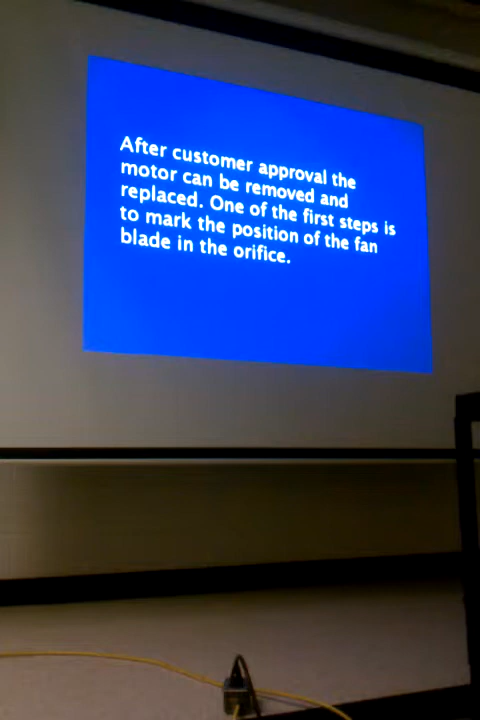 After customer approval the
motor can be removed and
replaced. One of the first steps is
to mark the position of the fan
blade in the orifice.